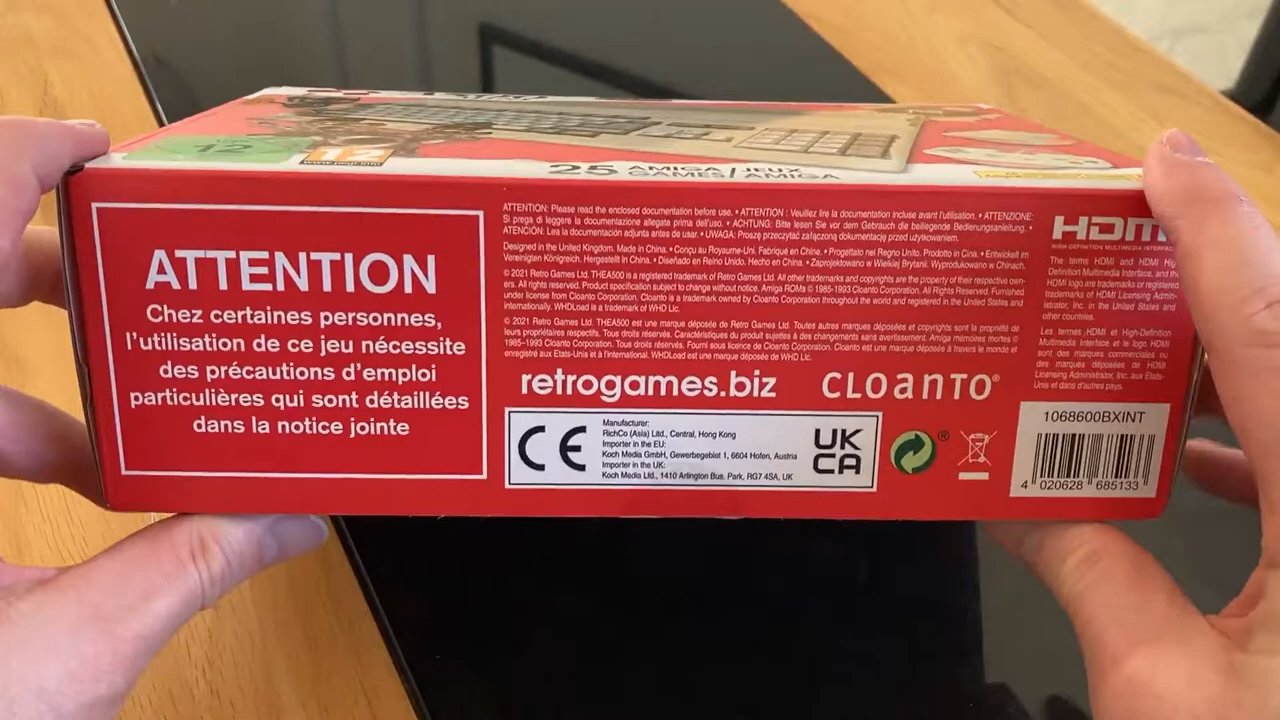 12
12
25 AMIGA GAMES | JEUX AMIGA
ATTENTION
Chez certaines personnes,
l'utilisation de ce jeu nécessite
des précautions d'emploi
particulières qui sont détaillées
dans la notice jointe
ATTENTION: Please read the enclosed documentation before use. • ATTENTION : Veuillez lire la documentation incluse avant l'utilisation. • ATTENZIONE:
Si prega di leggere la documentazione allegata prima dell'uso. • ACHTUNG: Bitte lesen Sie vor dem Gebrauch die beiliegende Bedienungsanleitung. •
ATENCIÓN: Lea la documentación adjunta antes de usar. • UWAGA: Proszę przeczytać załączoną dokumentację przed użytkowaniem.
Designed in the United Kingdom. Made in China. • Conçu au Royaume-Uni. Fabriqué en Chine. • Progettato nel Regno Unito. Prodotto in Cina. • Entwickelt im
Vereinigten Königreich. Hergestellt in China. • Diseñado en Reino Unido. Hecho en China. • Zaprojektowano w Wielkiej Brytanii. Wyprodukowano w Chinach.
© 2021 Retro Games Ltd. THEA500 is a registered trademark of Retro Games Ltd. All other trademarks and copyrights are the property of their respective own-
ers. All rights reserved. Product specification subject to change without notice. Amiga ROMs © 1985-1993 Cloanto Corporation. All Rights Reserved. Furnished
under license from Cloanto Corporation. Cloanto is a trademark owned by Cloanto Corporation throughout the world and registered in the United States and
internationally. WHDLoad is a trademark of WHD Llc.
© 2021 Retro Games Ltd. THEA500 est une marque déposée de Retro Games Ltd. Toutes autres marques déposées et copyrights sont la propriété de
leurs propriétaires respectifs. Tous droits réservés. Caractéristiques du produit sujettes à des changements sans avertissement. Amiga mémoires mortes ©
1985-1993 Cloanto Corporation. Tous droits réservés. Fourni sous licence de Cloanto Corporation. Cloanto est une marque déposée à travers le monde et
enregistré aux Etats-Unis et à l'international. WHDLoad est une marque déposée de WHD Llc.
retrogames.biz
CLOANTO®
CE
Manufacturer:
RichCo (Asia) Ltd., Central, Hong Kong
Importer in the EU:
Koch Media GmbH, Gewerbegebiet 1, 6604 Hofen, Austria
Importer in the UK:
Koch Media Ltd., 1410 Arlington Bus. Park, RG7 4SA, UK
UK
CA
®
HDM
HIGH-DEFINITION MULTIMEDIA INTERFAC
The terms HDMI and HDMI Hig
Definition Multimedia Interface, and th
HDMI logo are trademarks or registered
trademarks of HDMI Licensing Admin-
istrator, Inc. in the United States and
other countries.
Les termes HDMI et High-Definition
Multimedia Interface et le logo HDMI
sont des marques commerciales ou
des marques déposées de HDMI
Licensing Administrator, Inc. aux Etats-
Unis et dans d'autres pays.
1068600BXINT
4 020628 685133